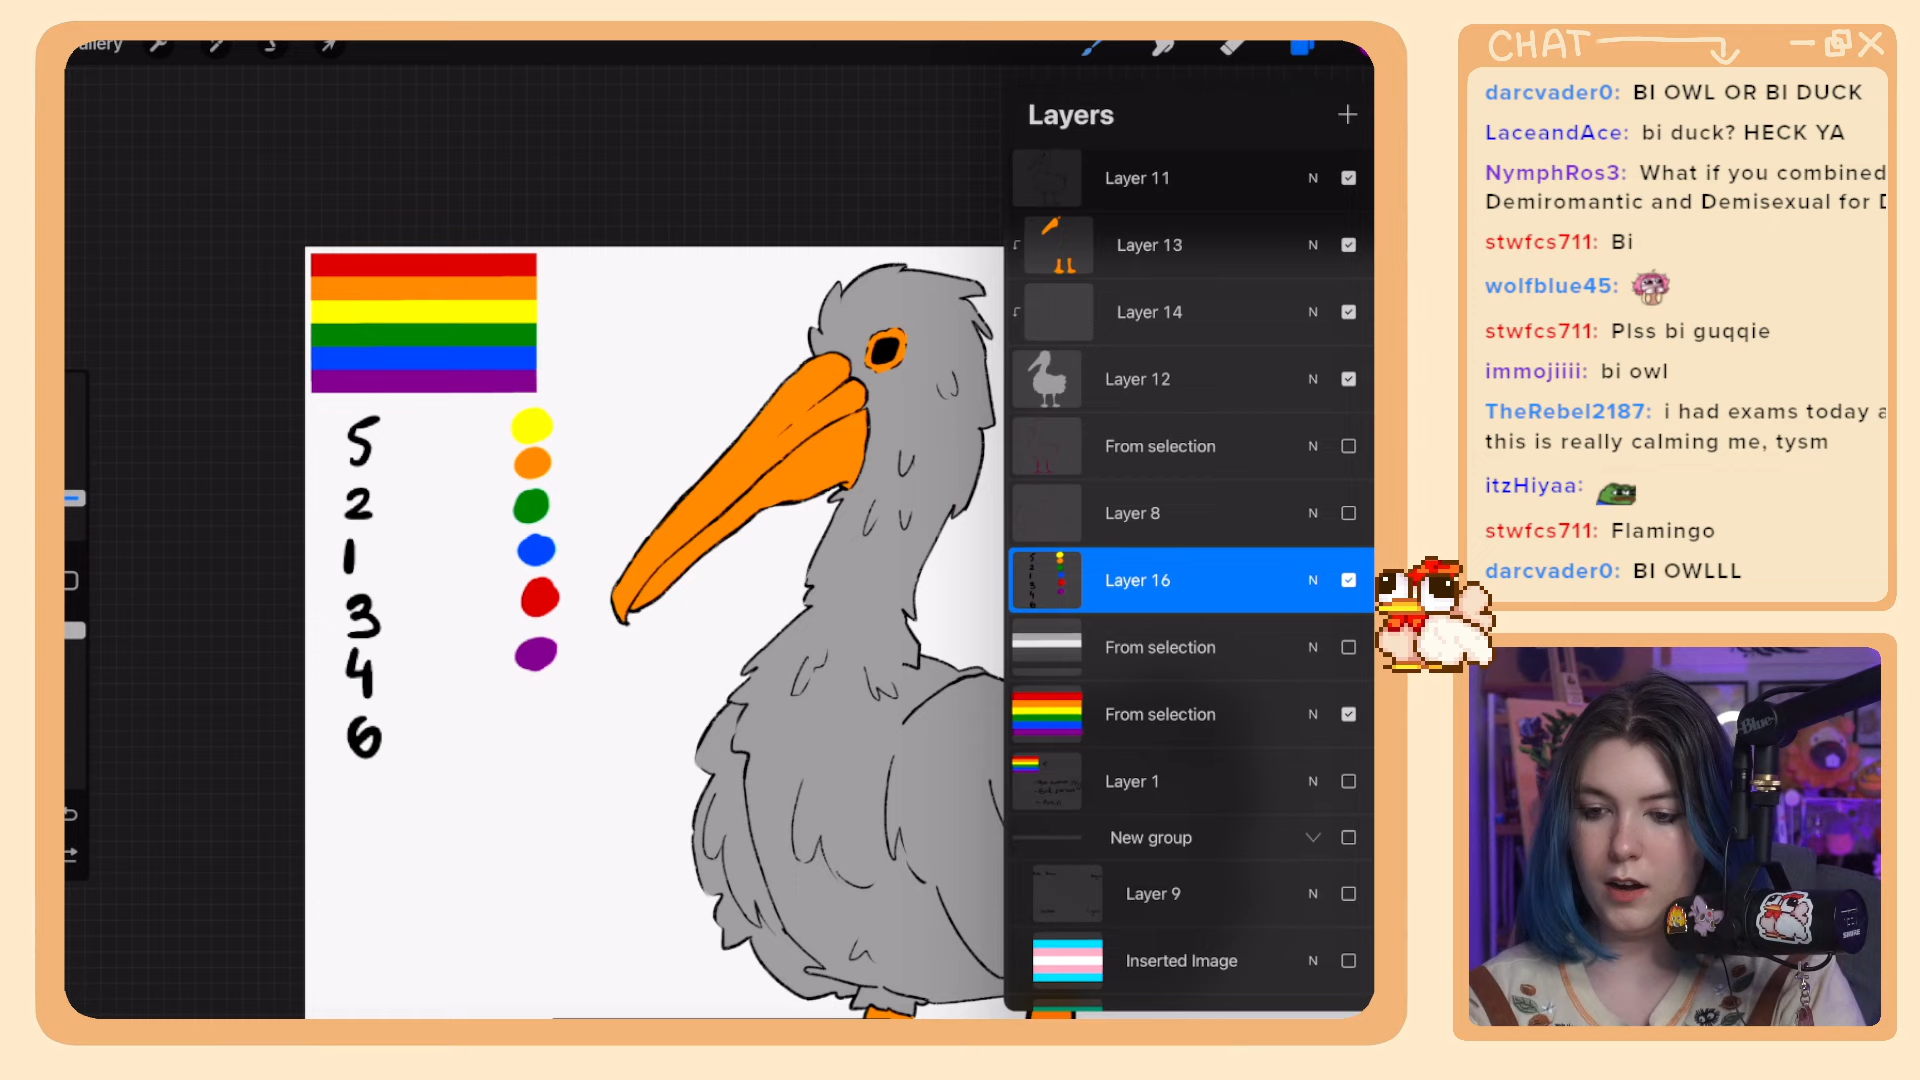 allery
Layers
Layer 11 N
Layer 13 N
Layer 14 N
Layer 12 N
From selection N
Layer 8 N
Layer 16 N
From selection N
From selection N
Layer 1 N
New group
Layer 9 N
Inserted Image N
5
2
1
3
4
6
CHAT
darcvader0: BI OWL OR BI DUCK
LaceandAce: bi duck? HECK YA
NymphRos3: What if you combined
Demiromantic and Demisexual for
stwfcs711: Bi
wolfblue45:
stwfcs711: Plss bi guqqie
immojiiii: bi owl
TheRebel2187: i had exams today a
this is really calming me, tysm
itzHiyaa:
stwfcs711: Flamingo
darcvader0: BI OWLLL
Blue
SHURE